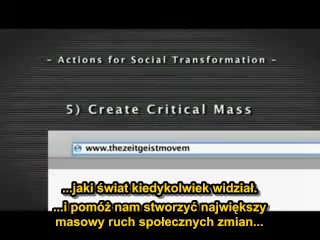 - Actions for Social Transformation -
5) Create Critical Mass
www.thezeitgeistmovem
...jaki świat kiedykolwiek widział.
...i pomóż nam stworzyć największy
masowy ruch społecznych zmian...